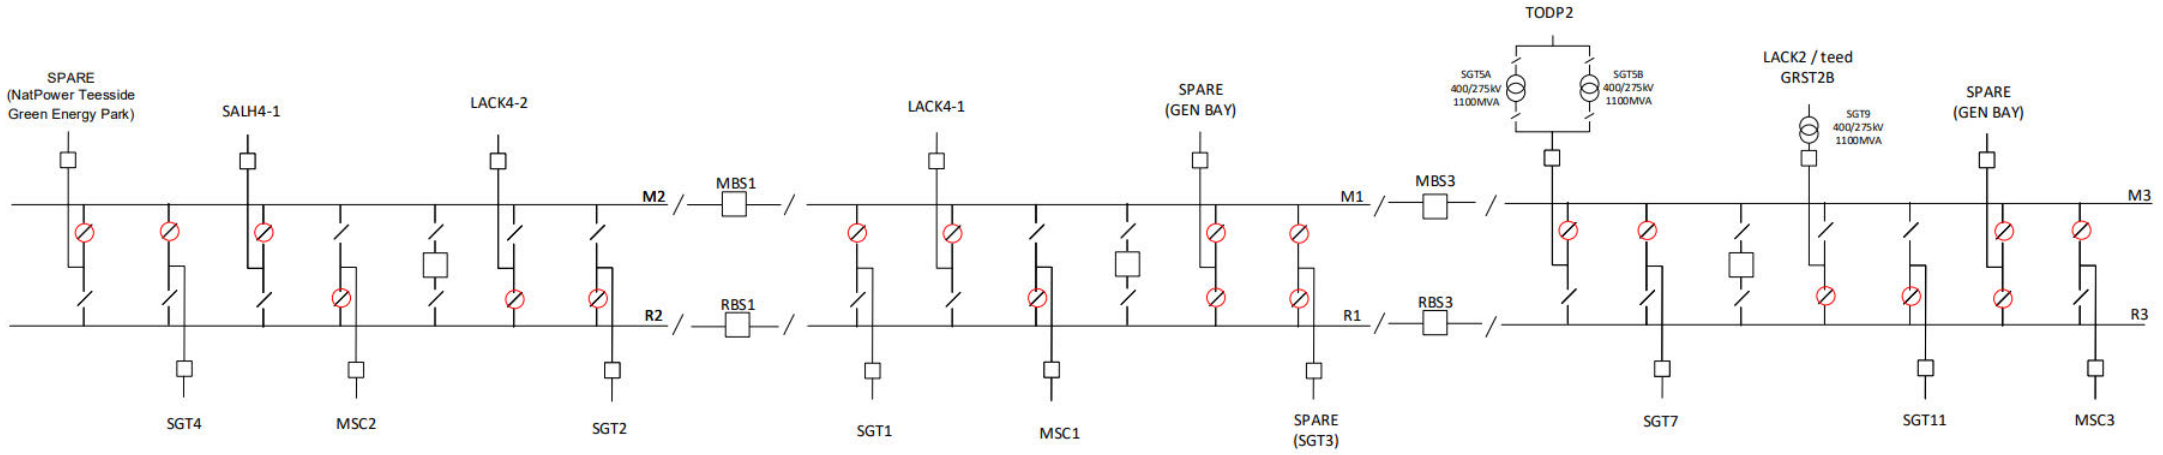 SPARE
(NatPower Teesside
Green Energy Park)
SALH4-1
LACK4-2
LACK4-1
SPARE
(GEN BAY)
TODP2
SGT5A
400/275kV
1100MVA
SGT5B
400/275kV
1100MVA
LACK2 / teed
GRST2B
SGT9
400/275kV
1100MVA
SPARE
(GEN BAY)
M2
MBS1
M1
MBS3
M3
R2
RBS1
R1
RBS3
R3
SGT4
MSC2
SGT2
SGT1
MSC1
SPARE
(SGT3)
SGT7
SGT11
MSC3